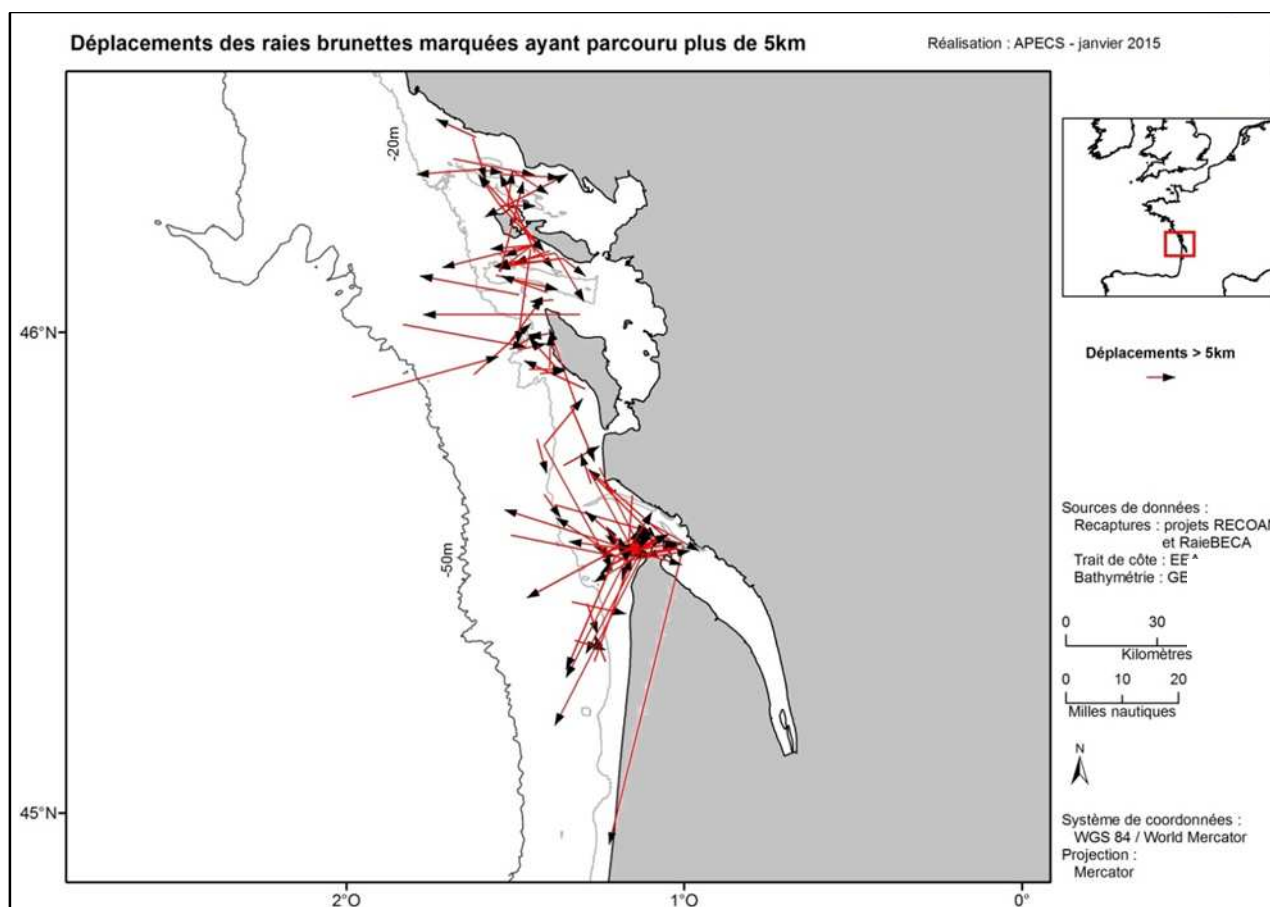 Déplacements des raies brunettes marquées ayant parcouru plus de 5km
Réalisation : APECS - janvier 2015
-20m
-50m
46°N
45°N
2°O
1°O
0°
Déplacements > 5km
Sources de données :
Recaptures : projets RECOAM
et RaieBECA
Trait de côte :
Bathymétrie :
0 30
Kilomètres
0 10 20
Milles nautiques
N
Système de coordonnées :
WGS 84 / World Mercator
Projection :
Mercator